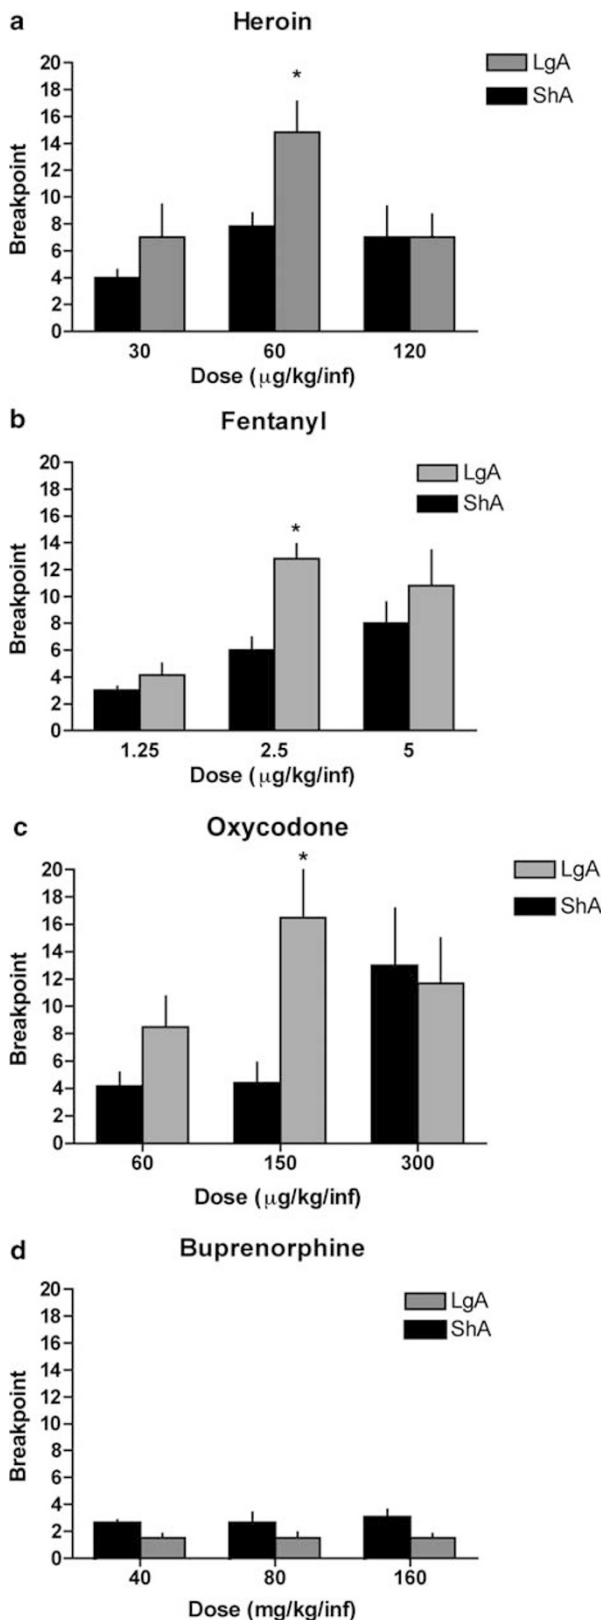 a
Heroin
LgA
ShA
Breakpoint
20
18
16
14
12
10
8
6
4
2
0
*
30 60 120
Dose (μg/kg/inf)
b
Fentanyl
LgA
ShA
Breakpoint
20
18
16
14
12
10
8
6
4
2
0
*
1.25 2.5 5
Dose (μg/kg/inf)
c
Oxycodone
LgA
ShA
Breakpoint
20
18
16
14
12
10
8
6
4
2
0
*
60 150 300
Dose (μg/kg/inf)
d
Buprenorphine
LgA
ShA
Breakpoint
20
18
16
14
12
10
8
6
4
2
0
40 80 160
Dose (mg/kg/inf)